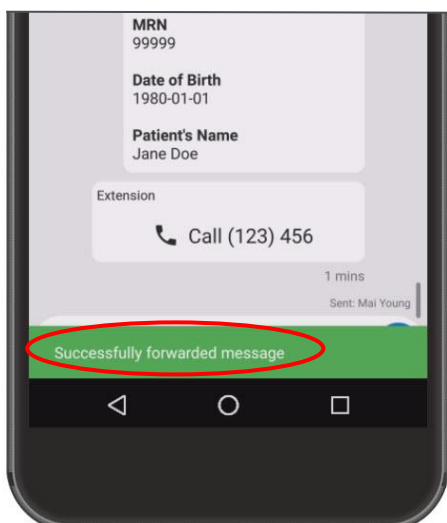 MRN
99999
Date of Birth
1980-01-01
Patient's Name
Jane Doe
Extension
Call (123) 456
1 mins
Sent: Mai Young
Successfully forwarded message